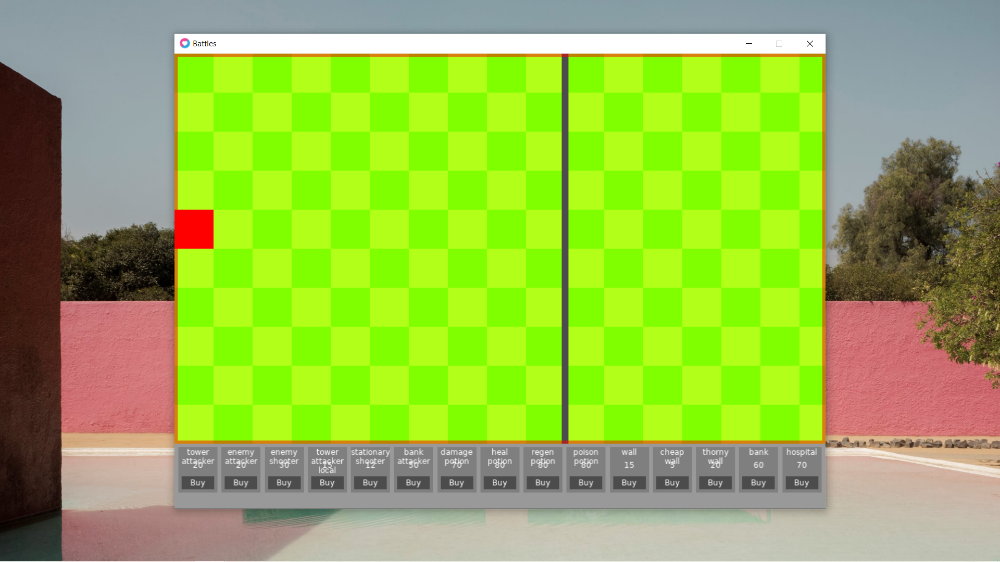 Battles
tower attacker 20 Buy
enemy attacker 20 Buy
enemy shooter 30 Buy
tower attacker local 15 Buy
stationary shooter 12 Buy
bank attacker 50 Buy
damage potion 70 Buy
heal potion 80 Buy
regen potion 80 Buy
poison potion 80 Buy
wall 15 Buy
cheap wall 5 Buy
thorny wall 20 Buy
bank 60 Buy
hospital 70 Buy